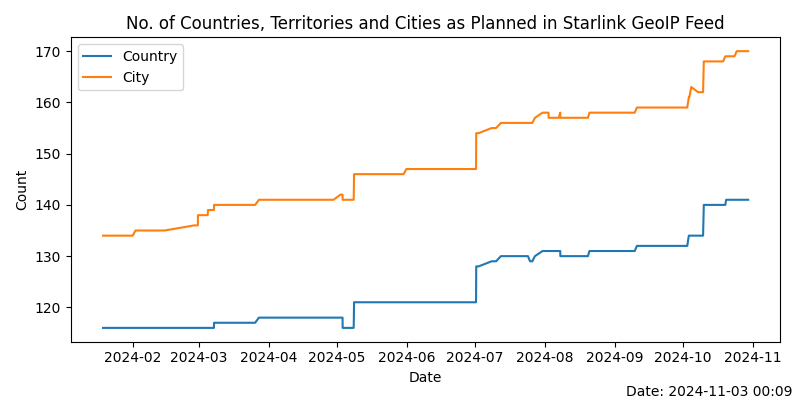 No. of Countries, Territories and Cities as Planned in Starlink GeoIP Feed
Country
City
170
160
150
140
130
120
Count
2024-02 2024-03 2024-04 2024-05 2024-06 2024-07 2024-08 2024-09 2024-10 2024-11
Date
Date: 2024-11-03 00:09